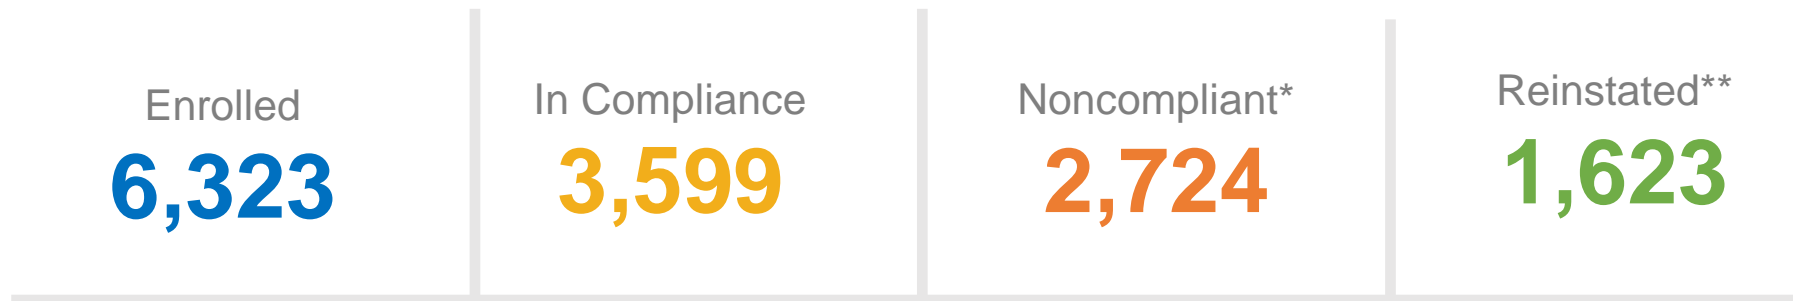 Enrolled
6,323
In Compliance
3,599
Noncompliant*
2,724
Reinstated**
1,623